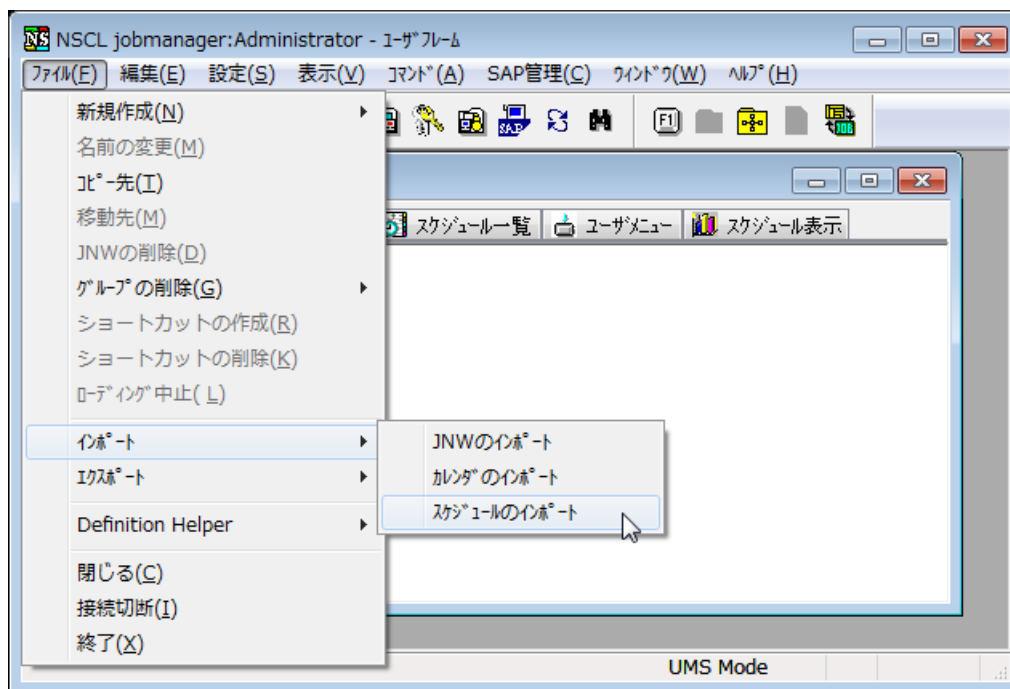 NS NSCL jobmanager:Administrator - ﾕｰｻﾞﾌﾚｰﾑ
ﾌｧｲﾙ(F) 編集(E) 設定(S) 表示(V) ｺﾏﾝﾄﾞ(A) SAP管理(C) ｳｨﾝﾄﾞｳ(W) ﾍﾙﾌﾟ(H)
SAP F1 JOB
新規作成(N)
名前の変更(M)
ｺﾋﾟｰ先(T)
移動先(M)
スケジュール一覧 ユーザメニュー スケジュール表示
JNWの削除(D)
ｸﾞﾙｰﾌﾟの削除(G)
ショートカットの作成(R)
ショートカットの削除(K)
ﾛｰﾃﾞｨﾝｸﾞ中止( L)
ｲﾝﾎﾟｰﾄ
ｴｸｽﾎﾟｰﾄ
JNWのｲﾝﾎﾟｰﾄ
ｶﾚﾝﾀﾞのｲﾝﾎﾟｰﾄ
ｽｹｼﾞｭｰﾙのｲﾝﾎﾟｰﾄ
Definition Helper
閉じる(C)
接続切断(I)
終了(X)
UMS Mode